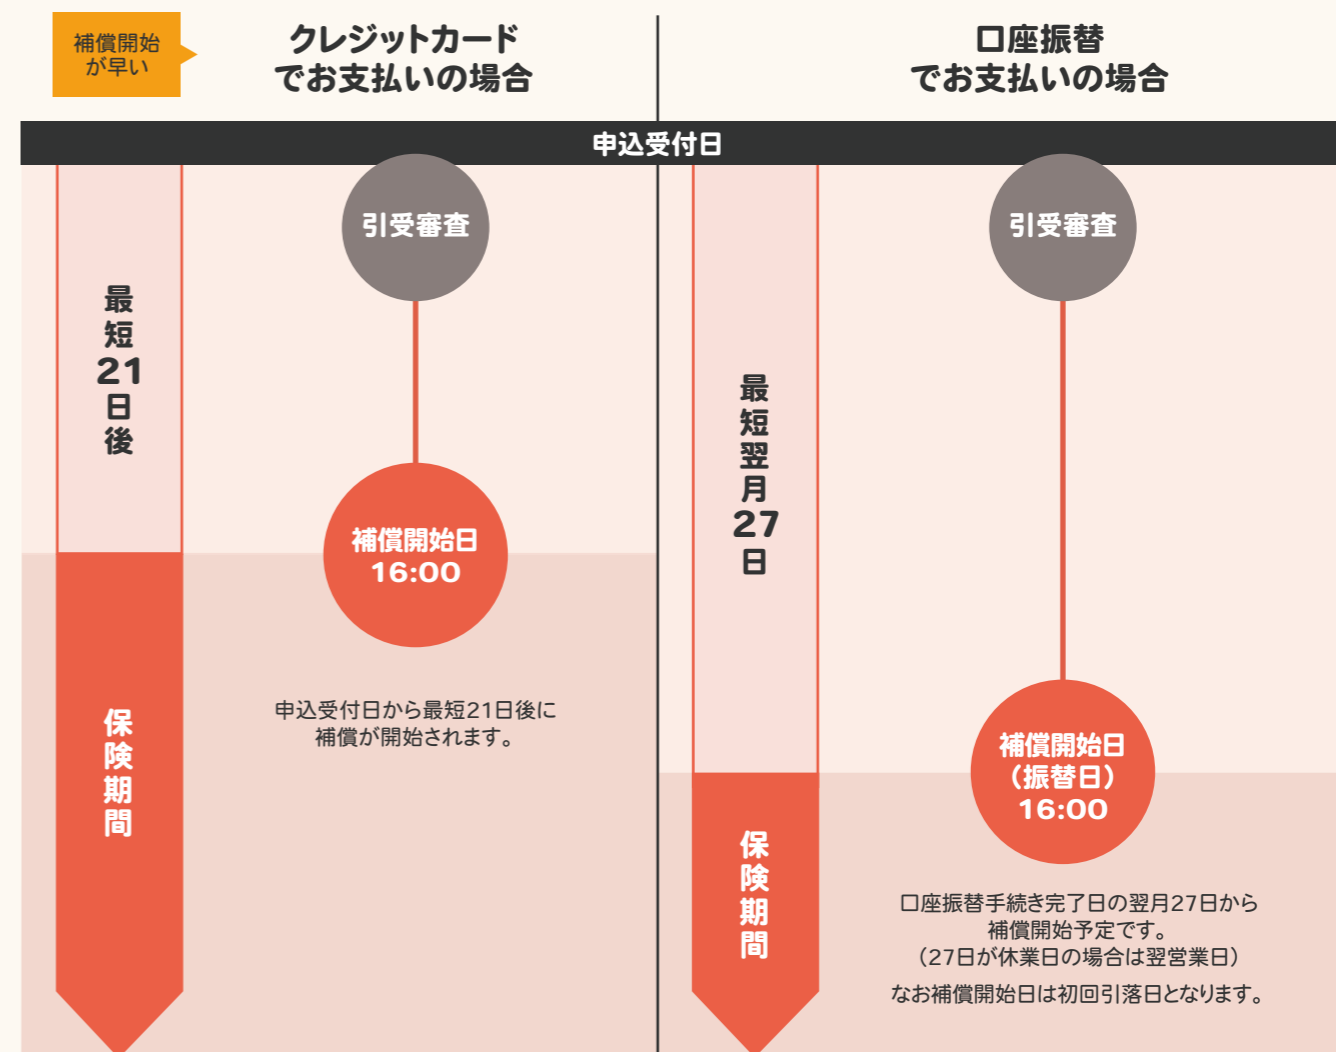 補償開始
が早い
クレジットカード
でお支払いの場合
口座振替
でお支払いの場合
申込受付日
引受審査
最短21日後
補償開始日
16:00
申込受付日から最短21日後に
補償が開始されます。
保険期間
引受審査
最短翌月27日
補償開始日
（振替日）
16:00
保険期間
口座振替手続き完了日の翌月27日から
補償開始予定です。
（27日が休業日の場合は翌営業日）
なお補償開始日は初回引落日となります。